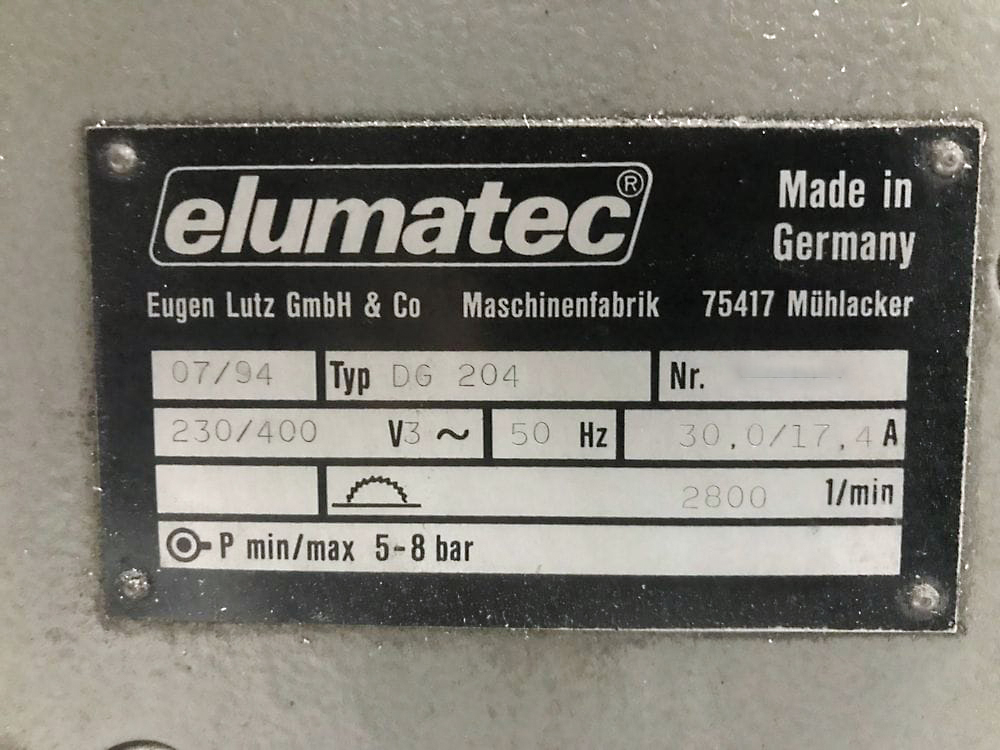 elumatec®
Made in
Germany
Eugen Lutz GmbH & Co Maschinenfabrik 75417 Mühlacker
07/94 Typ DG 204 Nr.
230/400 V3 ~ 50 Hz 30,0/17,4 A
2800 1/min
P min/max 5-8 bar